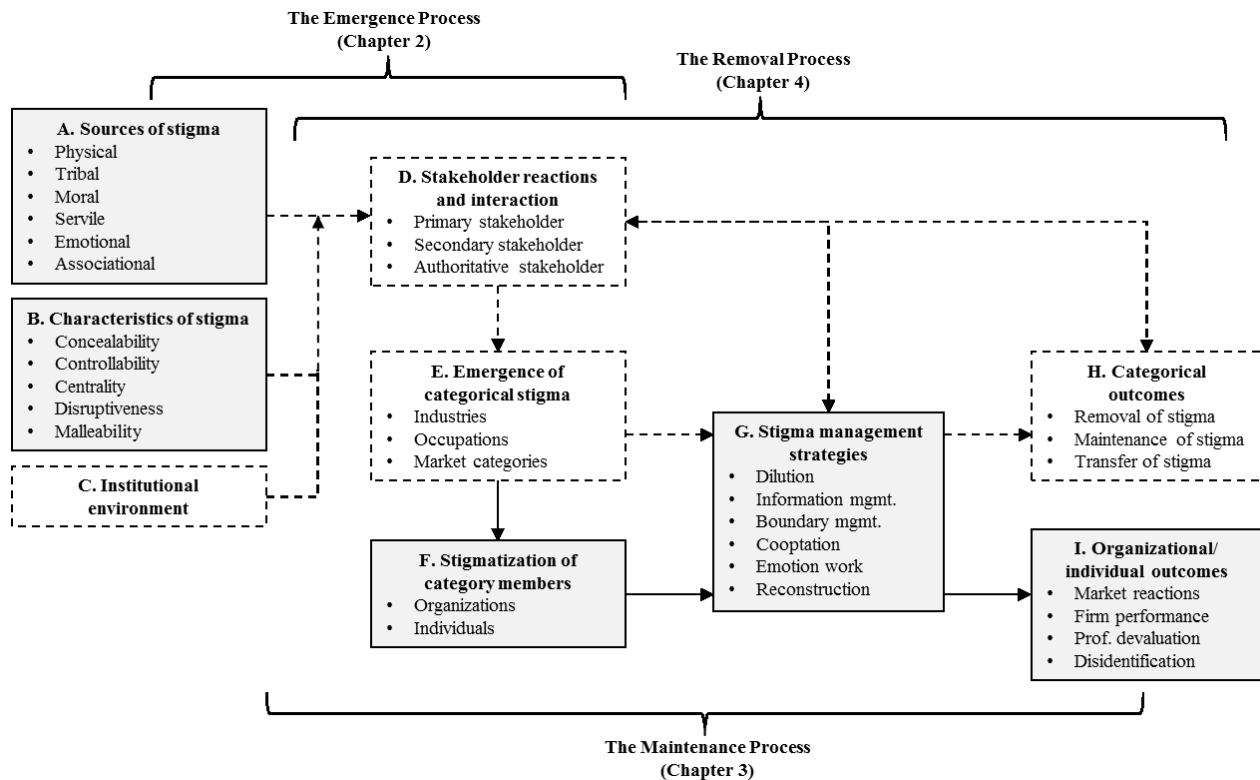 The Emergence Process
(Chapter 2)
The Removal Process
(Chapter 4)
A. Sources of stigma
• Physical
• Tribal
• Moral
• Servile
• Emotional
• Associational
B. Characteristics of stigma
• Concealability
• Controllability
• Centrality
• Disruptiveness
• Malleability
C. Institutional
environment
D. Stakeholder reactions
and interaction
• Primary stakeholder
• Secondary stakeholder
• Authoritative stakeholder
E. Emergence of
categorical stigma
• Industries
• Occupations
• Market categories
F. Stigmatization of
category members
• Organizations
• Individuals
G. Stigma management
strategies
• Dilution
• Information mgmt.
• Boundary mgmt.
• Cooptation
• Emotion work
• Reconstruction
H. Categorical
outcomes
• Removal of stigma
• Maintenance of stigma
• Transfer of stigma
I. Organizational/
individual outcomes
• Market reactions
• Firm performance
• Prof. devaluation
• Disidentification
The Maintenance Process
(Chapter 3)